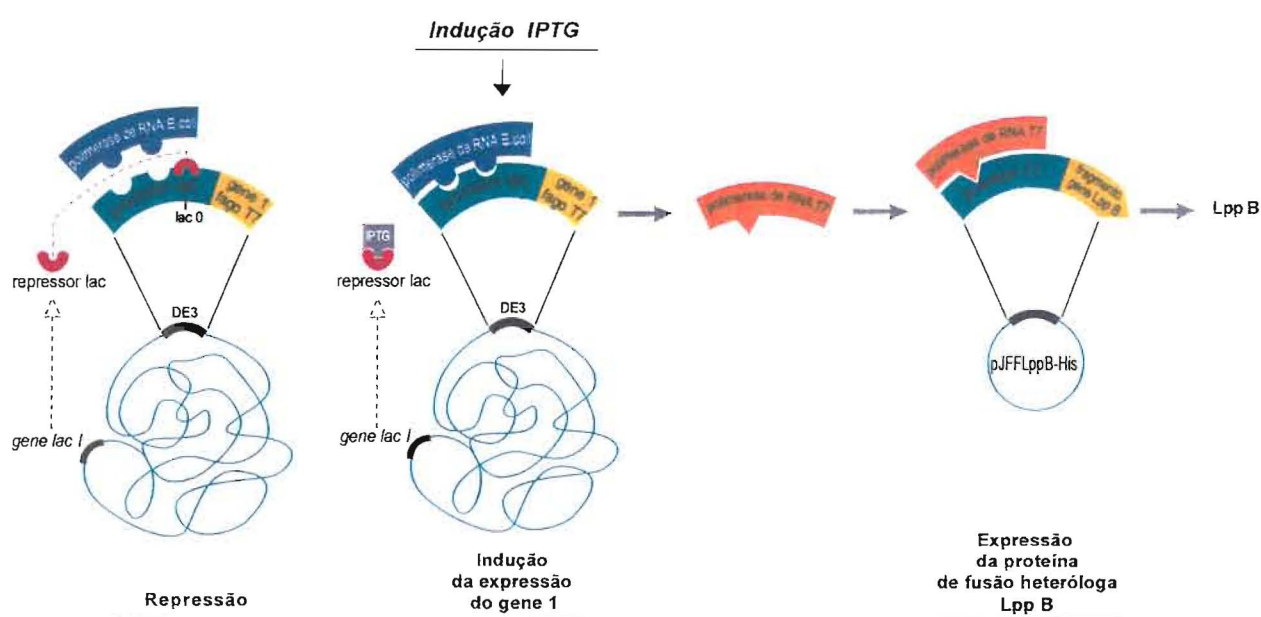 Indução IPTG
polimerase de RNA E.coli
gene 1
fago T7
lac 0
repressor lac
DE3
gene lac I
Repressão
polimerase de RNA E.coli
gene 1
fago T7
IPTG
repressor lac
DE3
gene lac I
Indução
da expressão
do gene 1
polimerase de RNA T7
polimerase de RNA T7
fragmento
gene Lpp B
Lpp B
pJFFLppB-His
Expressão
da proteína
de fusão heteróloga
Lpp B